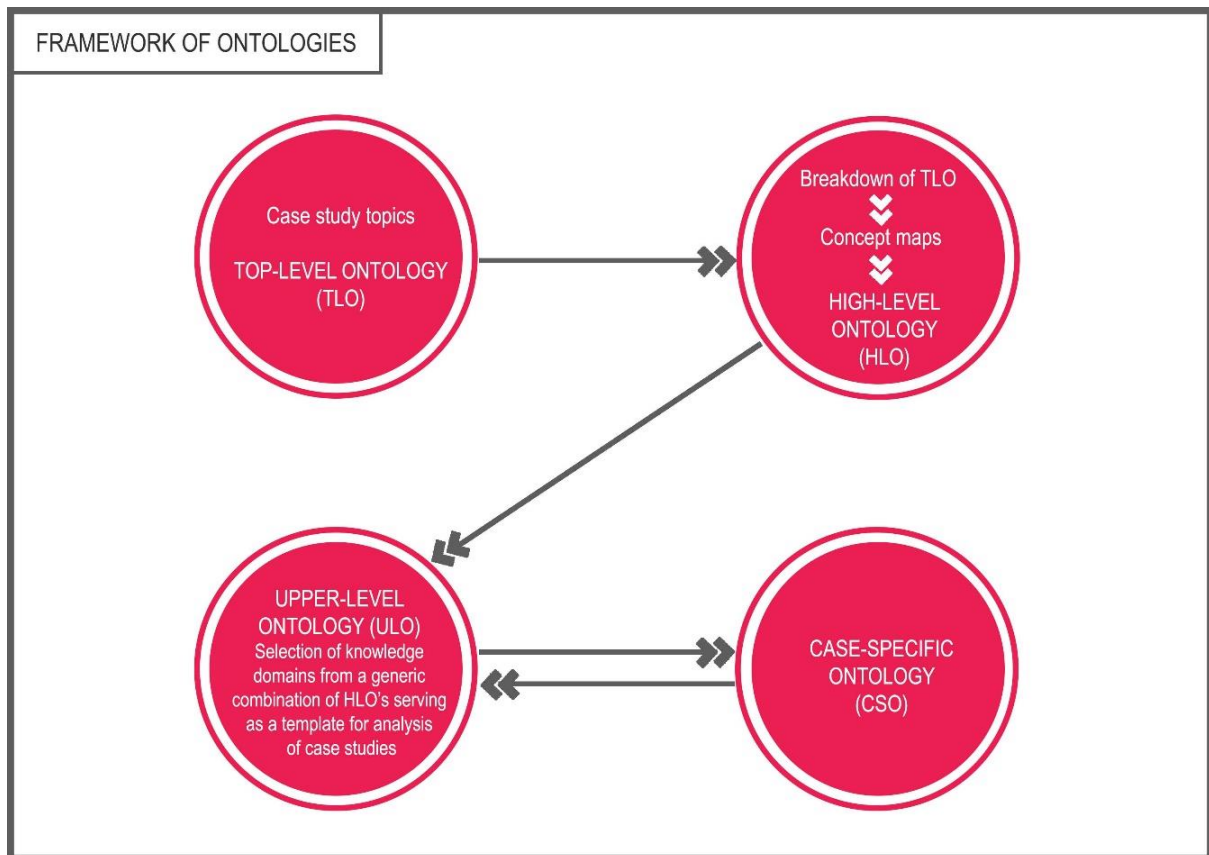 FRAMEWORK OF ONTOLOGIES
Case study topics
TOP-LEVEL ONTOLOGY
(TLO)
Breakdown of TLO
Concept maps
HIGH-LEVEL
ONTOLOGY
(HLO)
UPPER-LEVEL
ONTOLOGY (ULO)
Selection of knowledge
domains from a generic
combination of HLO's serving
as a template for analysis
of case studies
CASE-SPECIFIC
ONTOLOGY
(CSO)